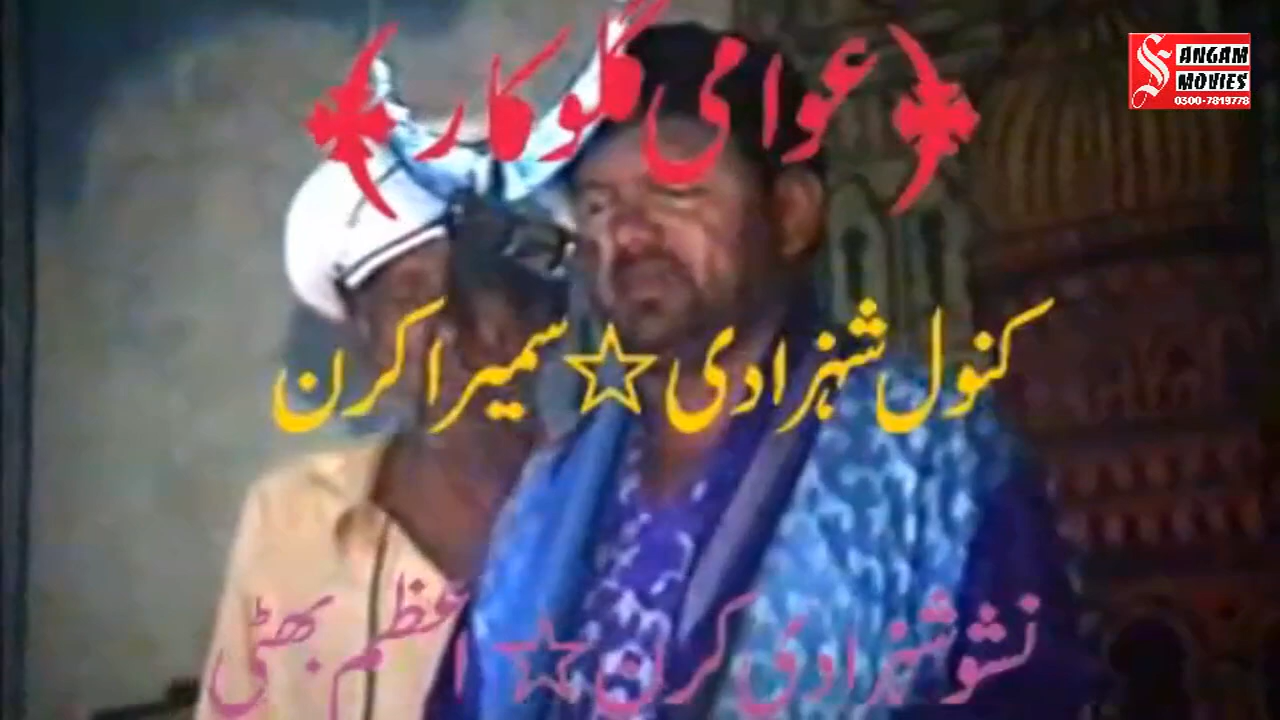 ﴿عوامی گلوکار﴾
کنول شہزادی☆سمیرا کرن
نشو شہزادی کرن☆اعظم بھٹی
SANGAM
MOVIES
0300-7819778